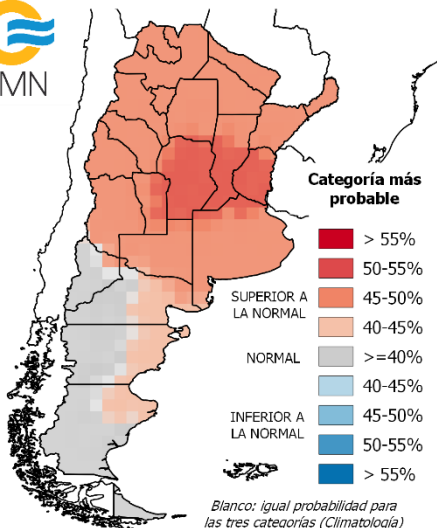 MN
Categoría más
probable
> 55%
50-55%
45-50%
SUPERIOR A
LA NORMAL
40-45%
NORMAL
>=40%
40-45%
INFERIOR A
LA NORMAL
45-50%
50-55%
> 55%
Blanco: igual probabilidad para
las tres categorías (Climatología)